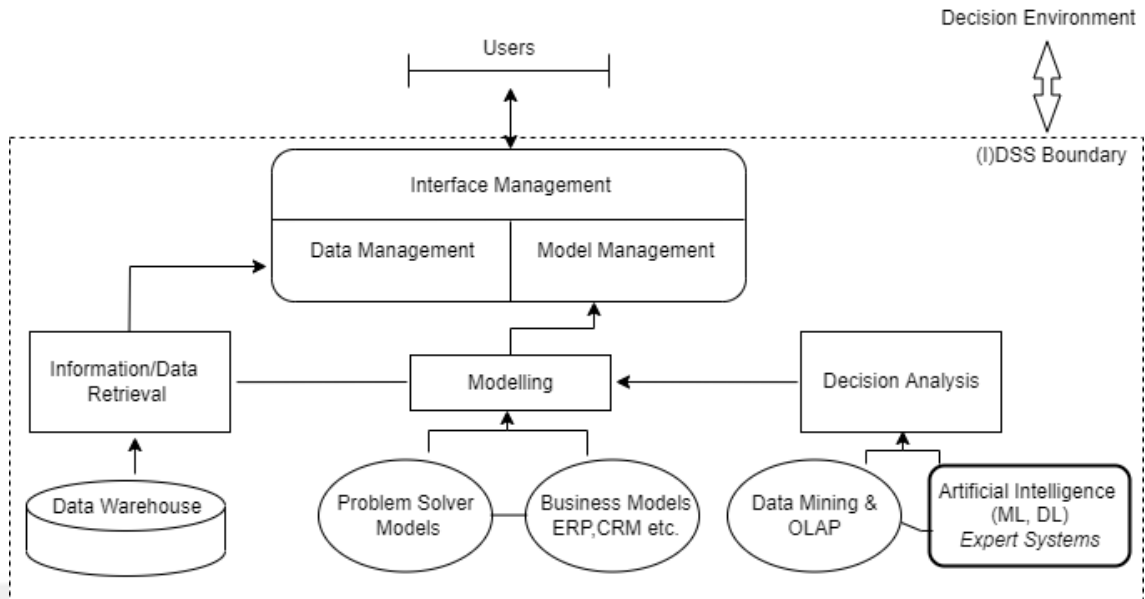 Decision Environment
Users
(I)DSS Boundary
Interface Management
Data Management
Model Management
Information/Data
Retrieval
Modelling
Decision Analysis
Data Warehouse
Problem Solver
Models
Business Models
ERP,CRM etc.
Data Mining &
OLAP
Artificial Intelligence
(ML, DL)
Expert Systems